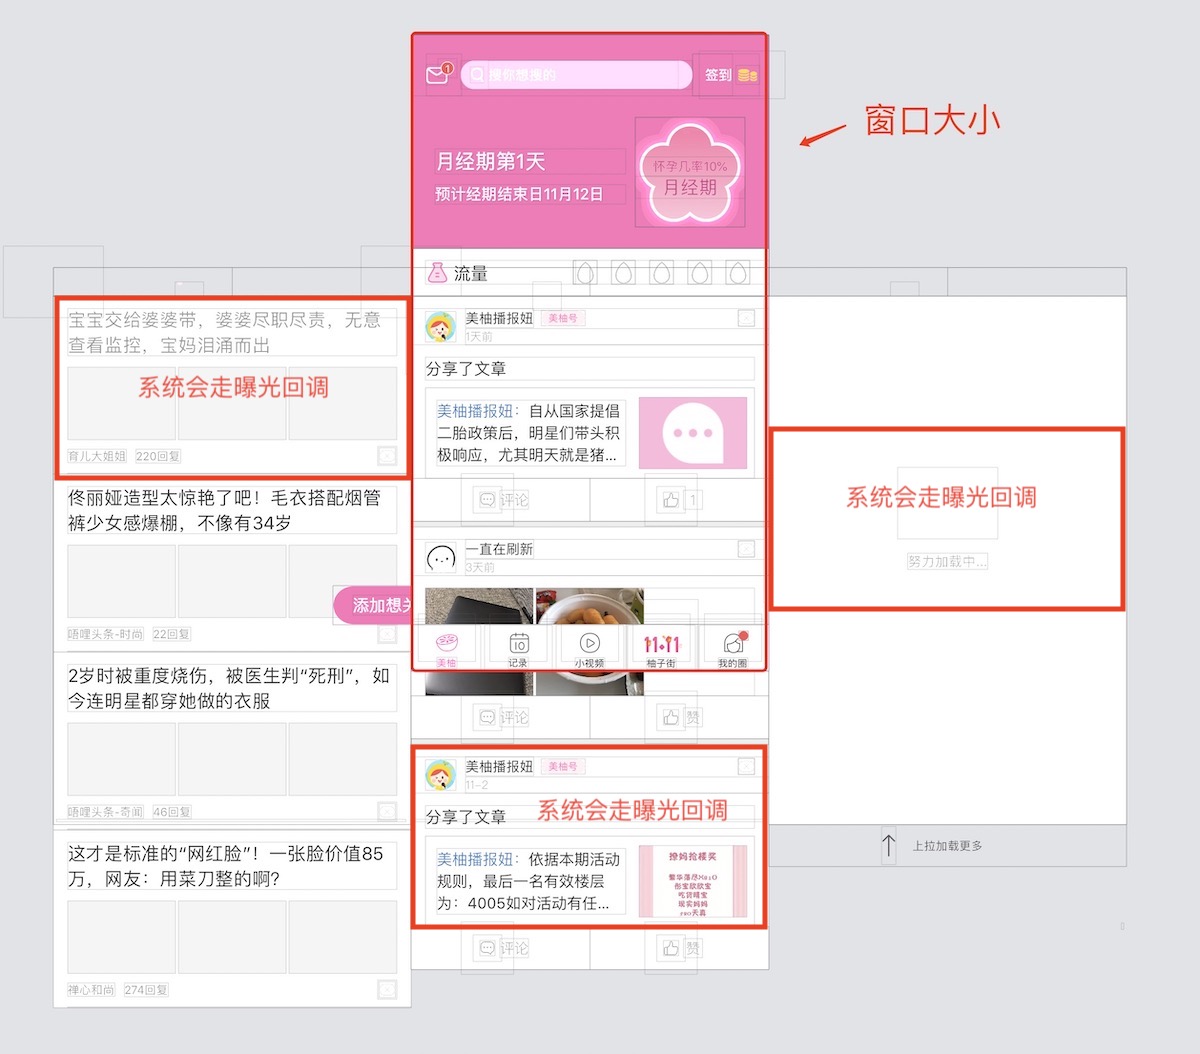 1
搜你想搜的
签到
窗口大小
月经期第1天
预计经期结束日11月12日
怀孕几率10%
月经期
流量
宝宝交给婆婆带，婆婆尽职尽责，无意
查看监控，宝妈泪涌而出
系统会走曝光回调
育儿大姐姐
220回复
佟丽娅造型太惊艳了吧！毛衣搭配烟管
裤少女感爆棚，不像有34岁
添加想关
唔哩头条-时尚
22回复
2岁时被重度烧伤，被医生判“死刑”，如
今连明星都穿她做的衣服
唔哩头条-奇闻
46回复
这才是标准的“网红脸”！一张脸价值85
万，网友：用菜刀整的啊？
禅心和尚
274回复
美柚播报妞
美柚号
1天前
分享了文章
美柚播报妞：自从国家提倡
二胎政策后，明星们带头积
极响应，尤其明天就是猪...
评论
1
一直在刷新
3天前
美柚
10
记录
小视频
11.11
柚子街
我的圈
评论
赞
美柚播报妞
美柚号
11-2
分享了文章
系统会走曝光回调
美柚播报妞：依据本期活动
规则，最后一名有效楼层
为：4005如对活动有任...
撩妈抢楼奖
彤宝欧欧宝
现实妈妈
评论
赞
系统会走曝光回调
努力加载中...
上拉加载更多